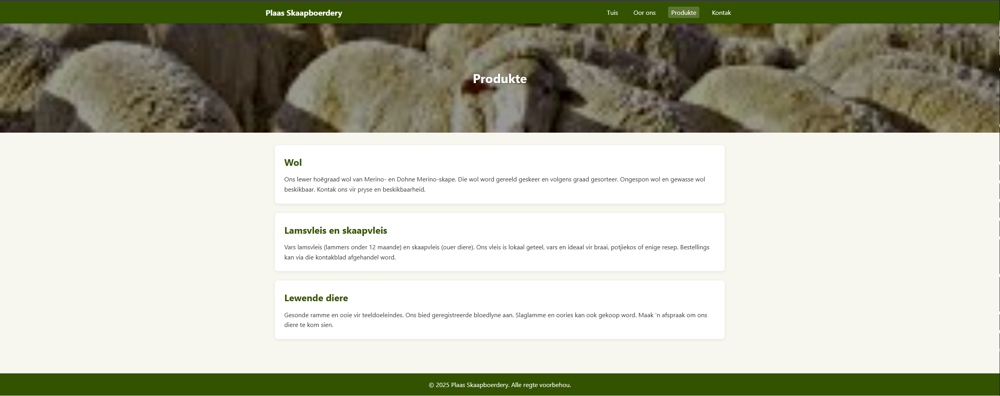 Plaas Skaapboerdery
Tuis Oor ons Produkte Kontak
Produkte
Wol
Ons lewer hoëgraad wol van Merino- en Dohne Merino-skape. Die wol word gereeld geskeer en volgens graad gesorteer. Ongespon wol en gewasse wol
beskikbaar. Kontak ons vir pryse en beskikbaarheid.
Lamsvleis en skaapvleis
Vars lamsvleis (lammers onder 12 maande) en skaapvleis (ouer diere). Ons vleis is lokaal geteel, vars en ideaal vir braai, potjiekos of enige resep. Bestellings
kan via die kontakblad afgehandel word.
Lewende diere
Gesonde ramme en ooie vir teeldoeleindes. Ons bied geregistreerde bloedlyne aan. Slaglamme en oories kan ook gekoop word. Maak 'n afspraak om ons
diere te kom sien.
© 2025 Plaas Skaapboerdery. Alle regte voorbehou.